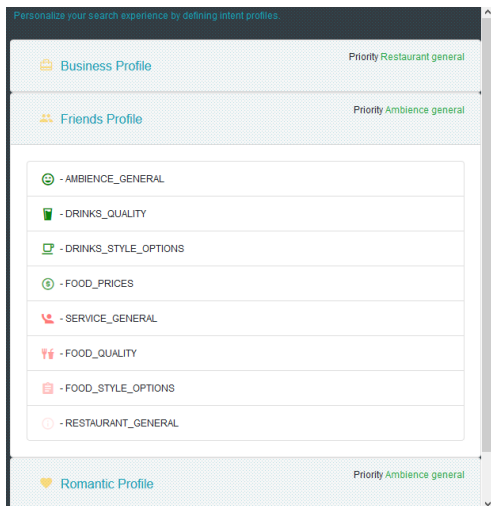 Personalize your search experience by defining intent profiles.
Business Profile
Priority Restaurant general
Friends Profile
Priority Ambience general
- AMBIENCE_GENERAL
- DRINKS_QUALITY
- DRINKS_STYLE_OPTIONS
- FOOD_PRICES
- SERVICE_GENERAL
- FOOD_QUALITY
- FOOD_STYLE_OPTIONS
- RESTAURANT_GENERAL
Romantic Profile
Priority Ambience general